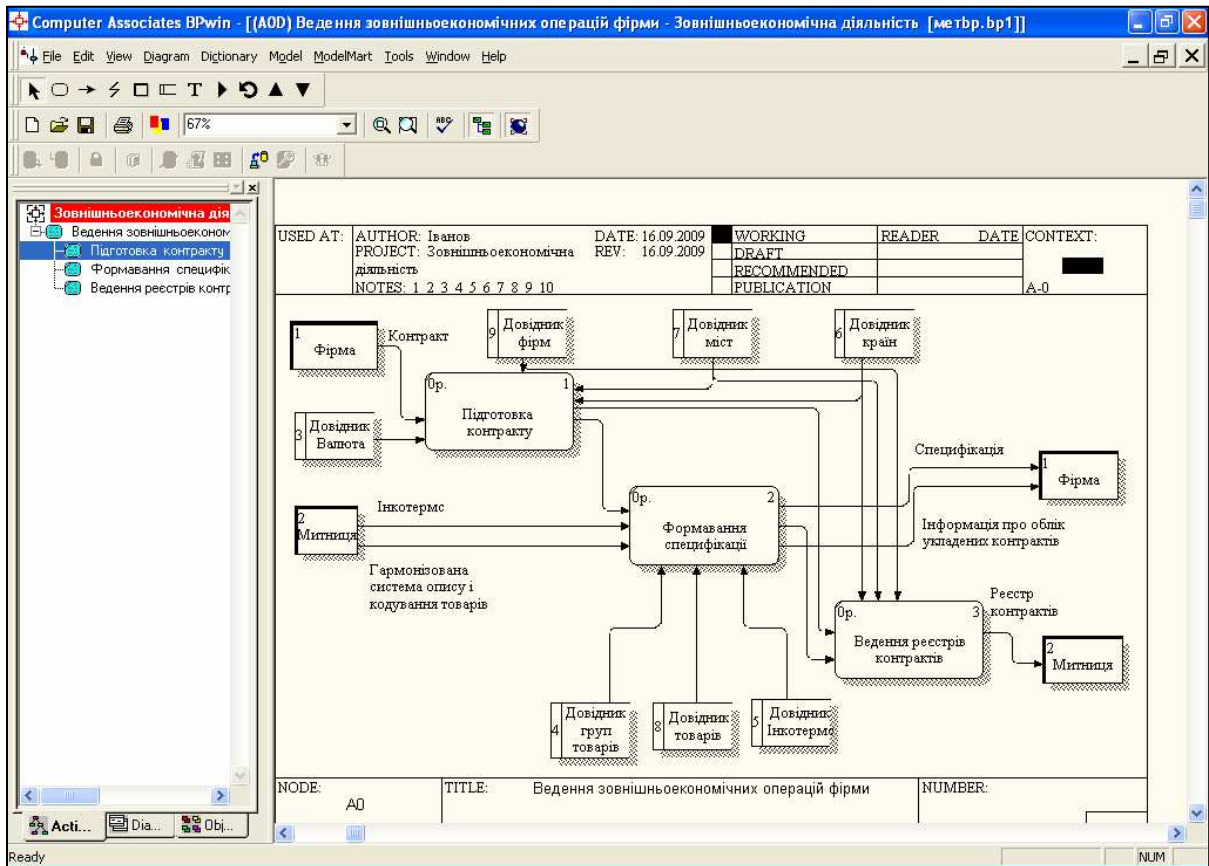 Computer Associates BPwin - [(A0D) Ведення зовнішньоекономічних операцій фірми - Зовнішньоекономічна діяльність [метbp.bp1]]
File Edit View Diagram Dictionary Model ModelMart Tools Window Help
67%
Зовнішньоекономічна дія
Ведення зовнішньоеконом
Підготовка контракту
Формавання специфік
Ведення реєстрів контр
Acti... Dia... Obj...
USED AT: AUTHOR: Іванов DATE: 16.09.2009 WORKING READER DATE CONTEXT:
PROJECT: Зовнішньоекономічна REV: 16.09.2009 DRAFT
діяльність RECOMMENDED
NOTES: 1 2 3 4 5 6 7 8 9 10 PUBLICATION A-0
1 Фірма
Контракт
9 Довідник
фірм
7 Довідник
міст
6 Довідник
країн
0р. 1
Підготовка
контракту
3 Довідник
Валюта
Специфікація
1
Фірма
0р. 2
Формавання
специфікації
Інкотермс
2
Митниця
Інформація про облік
укладених контрактів
Гармонізована
система опису і
кодування товарів
Реєстр
контрактів
0р. 3
Ведення реєстрів
контрактів
2
Митниця
4 Довідник
груп
товарів
8 Довідник
товарів
5 Довідник
Інкотермс
NODE: TITLE: Ведення зовнішньоекономічних операцій фірми NUMBER:
A0
Ready NUM